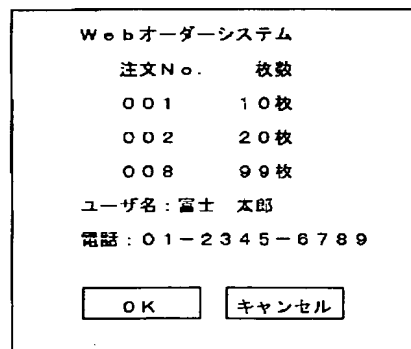 Webオーダーシステム
注文No.　枚数
001　10枚
002　20枚
008　99枚
ユーザ名：富士　太郎
電話：01－2345－6789
OK　キャンセル